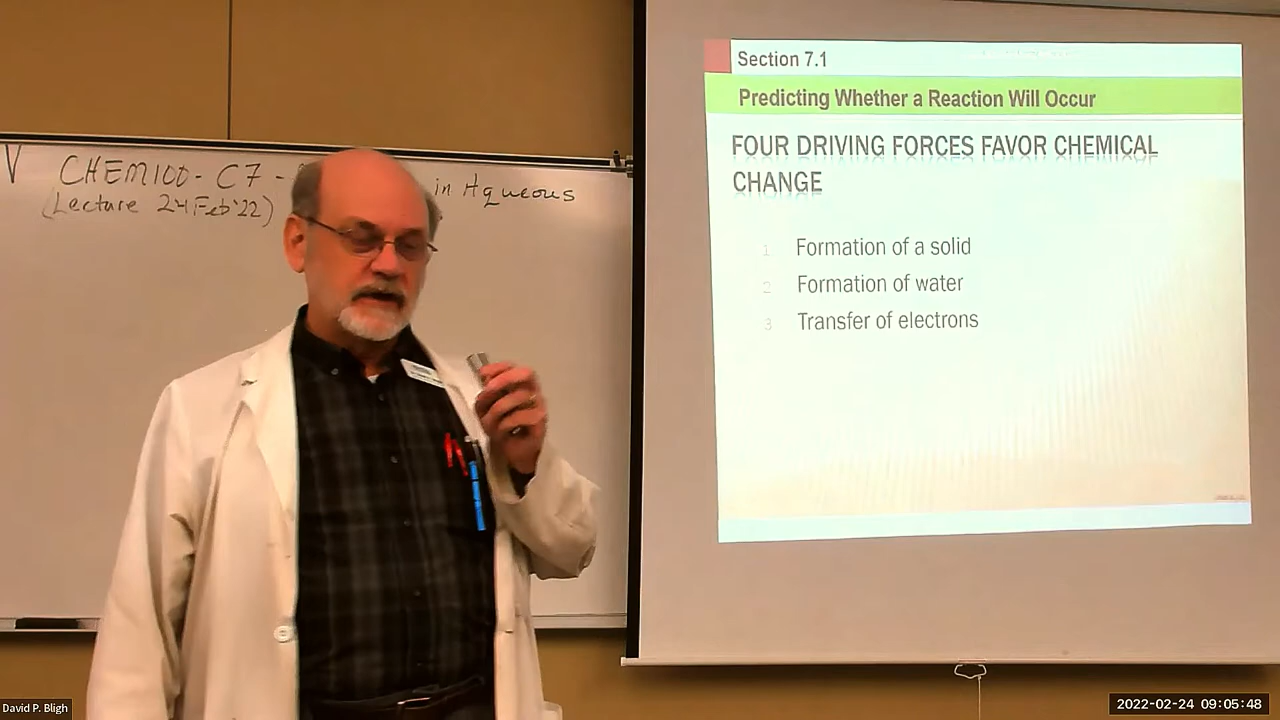 V CHEM100 - C7 - in Aqueous
(Lecture 24 Feb '22)
Section 7.1
Predicting Whether a Reaction Will Occur
FOUR DRIVING FORCES FAVOR CHEMICAL
CHANGE
1 Formation of a solid
2 Formation of water
3 Transfer of electrons
David P. Bligh
2022-02-24 09:05:48